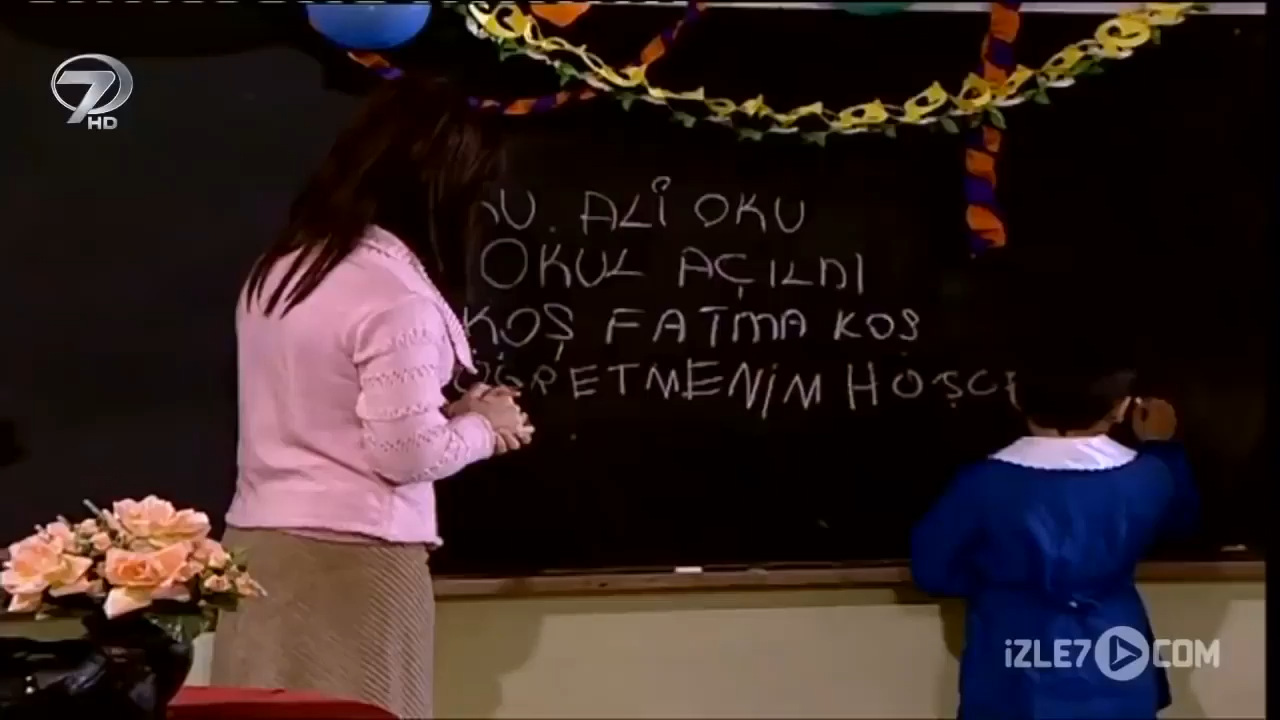 7 HD
ALİ OKU
OKUL AÇILDI
KOŞ FATMA KOŞ
ÖĞRETMENİM
İZLE7.COM